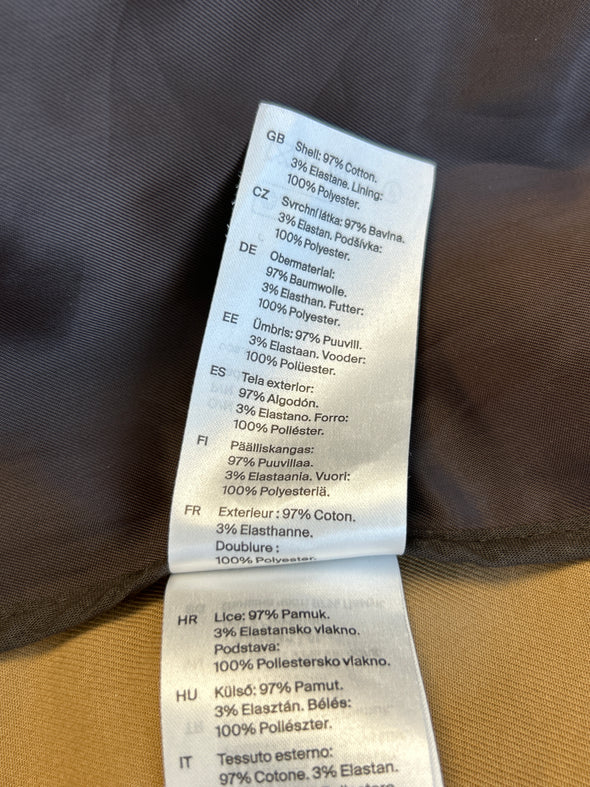 GB Shell: 97% Cotton.
3% Elastane. Lining:
100% Polyester.
CZ Svrchní látka: 97% Bavlna.
3% Elastan. Podšívka:
100% Polyester.
DE Obermaterial:
97% Baumwolle.
3% Elasthan. Futter:
100% Polyester.
EE Ümbris: 97% Puuvill.
3% Elastaan. Vooder:
100% Polüester.
ES Tela exterior:
97% Algodón.
3% Elastano. Forro:
100% Poliéster.
FI Päälliskangas:
97% Puuvillaa.
3% Elastaania. Vuori:
100% Polyesteriä.
FR Exterieur : 97% Coton.
3% Elasthanne.
Doublure :
100% Polyester.
HR Lice: 97% Pamuk.
3% Elastansko vlakno.
Podstava:
100% Poliestersko vlakno.
HU Külső: 97% Pamut.
3% Elasztán. Bélés:
100% Poliészter.
IT Tessuto esterno:
97% Cotone. 3% Elastan.